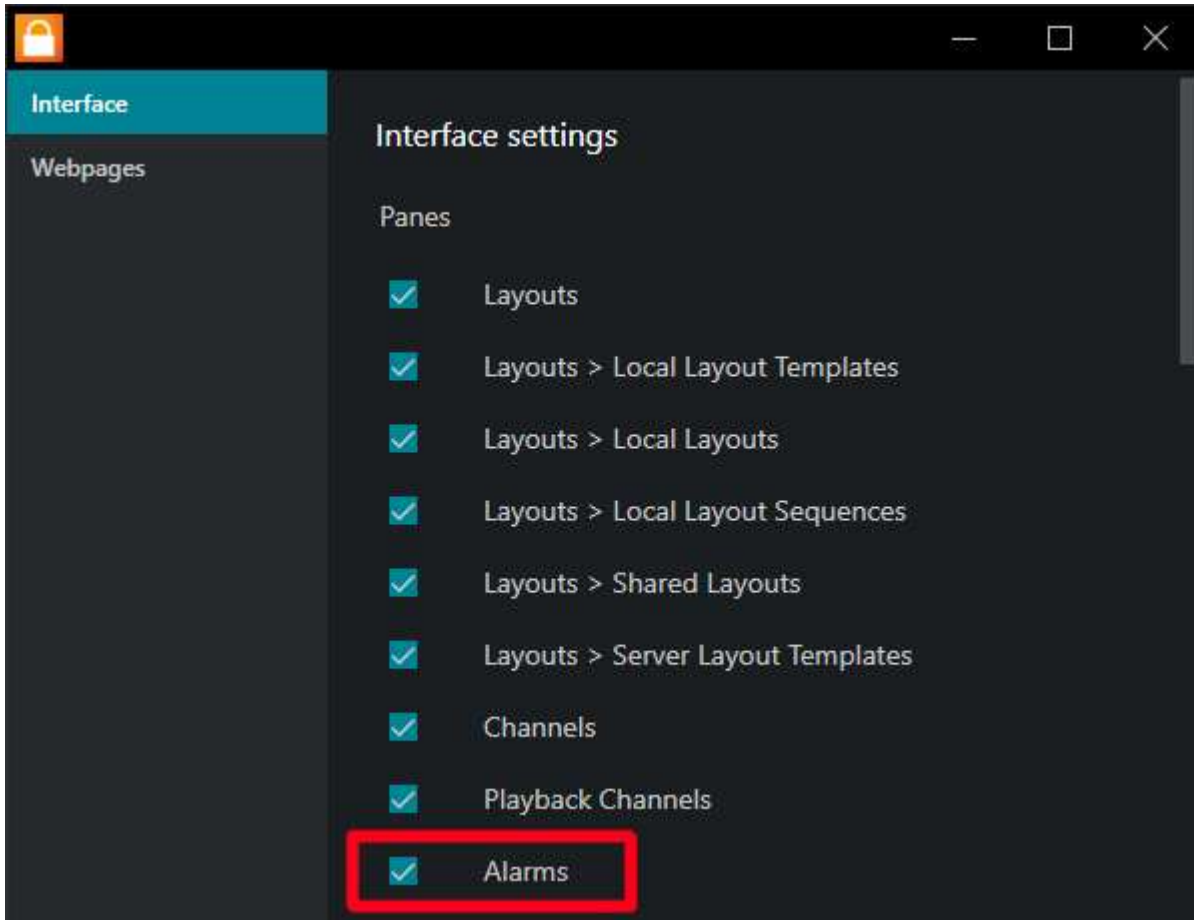 Interface
Webpages
Interface settings
Panes
Layouts
Layouts > Local Layout Templates
Layouts > Local Layouts
Layouts > Local Layout Sequences
Layouts > Shared Layouts
Layouts > Server Layout Templates
Channels
Playback Channels
Alarms